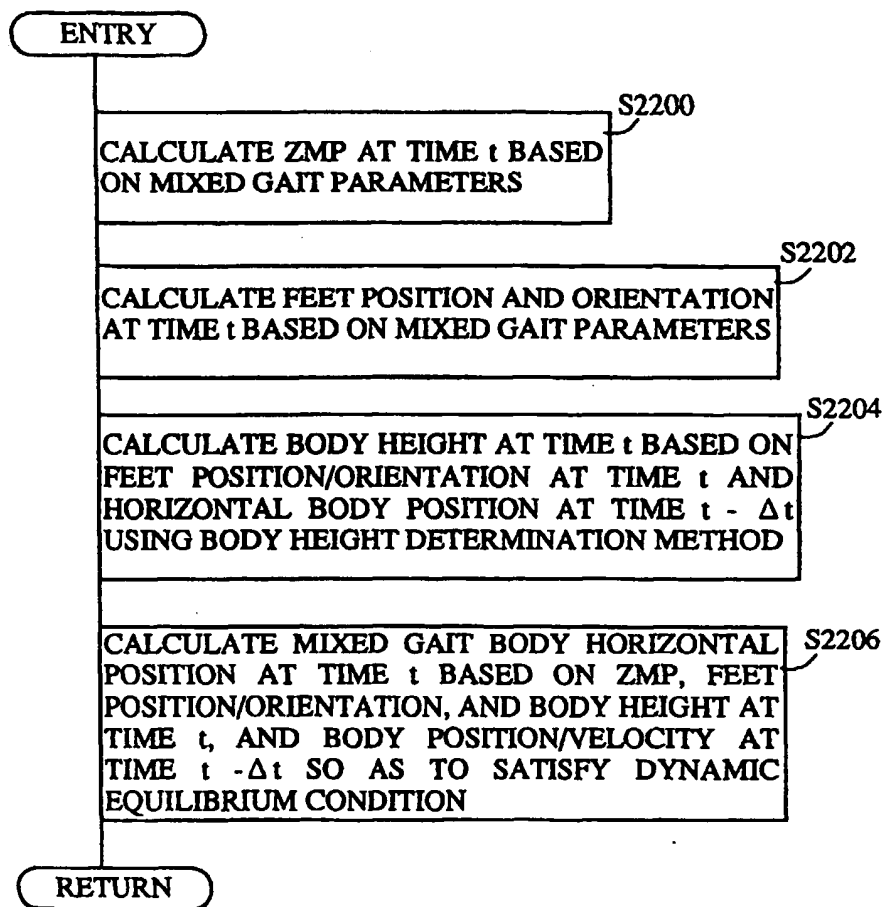 ENTRY
S2200
CALCULATE ZMP AT TIME t BASED
ON MIXED GAIT PARAMETERS
S2202
CALCULATE FEET POSITION AND ORIENTATION
AT TIME t BASED ON MIXED GAIT PARAMETERS
S2204
CALCULATE BODY HEIGHT AT TIME t BASED ON
FEET POSITION/ORIENTATION AT TIME t AND
HORIZONTAL BODY POSITION AT TIME t - Δt
USING BODY HEIGHT DETERMINATION METHOD
S2206
CALCULATE MIXED GAIT BODY HORIZONTAL
POSITION AT TIME t BASED ON ZMP, FEET
POSITION/ORIENTATION, AND BODY HEIGHT AT
TIME t, AND BODY POSITION/VELOCITY AT
TIME t -Δt SO AS TO SATISFY DYNAMIC
EQUILIBRIUM CONDITION
RETURN